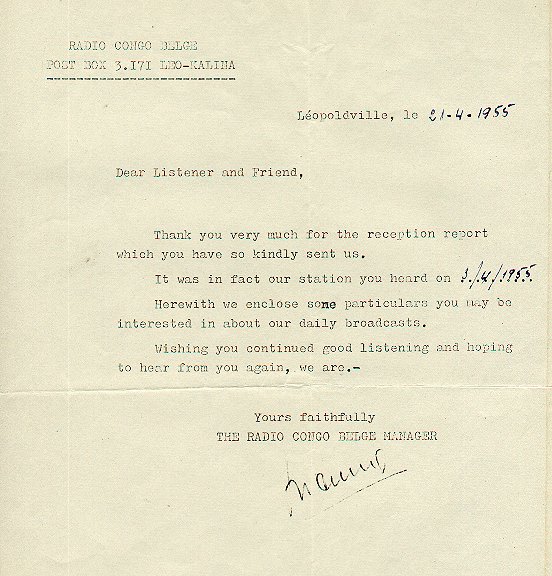 RADIO CONGO BELGE
POST BOX 3.171 LEO-KALINA
Léopoldville, le 21-4-1955
Dear Listener and Friend,
Thank you very much for the reception report
which you have so kindly sent us.
It was in fact our station you heard on 3/4/1955.
Herewith we enclose some particulars you may be
interested in about our daily broadcasts.
Wishing you continued good listening and hoping
to hear from you again, we are.-
Yours faithfully
THE RADIO CONGO BELGE MANAGER